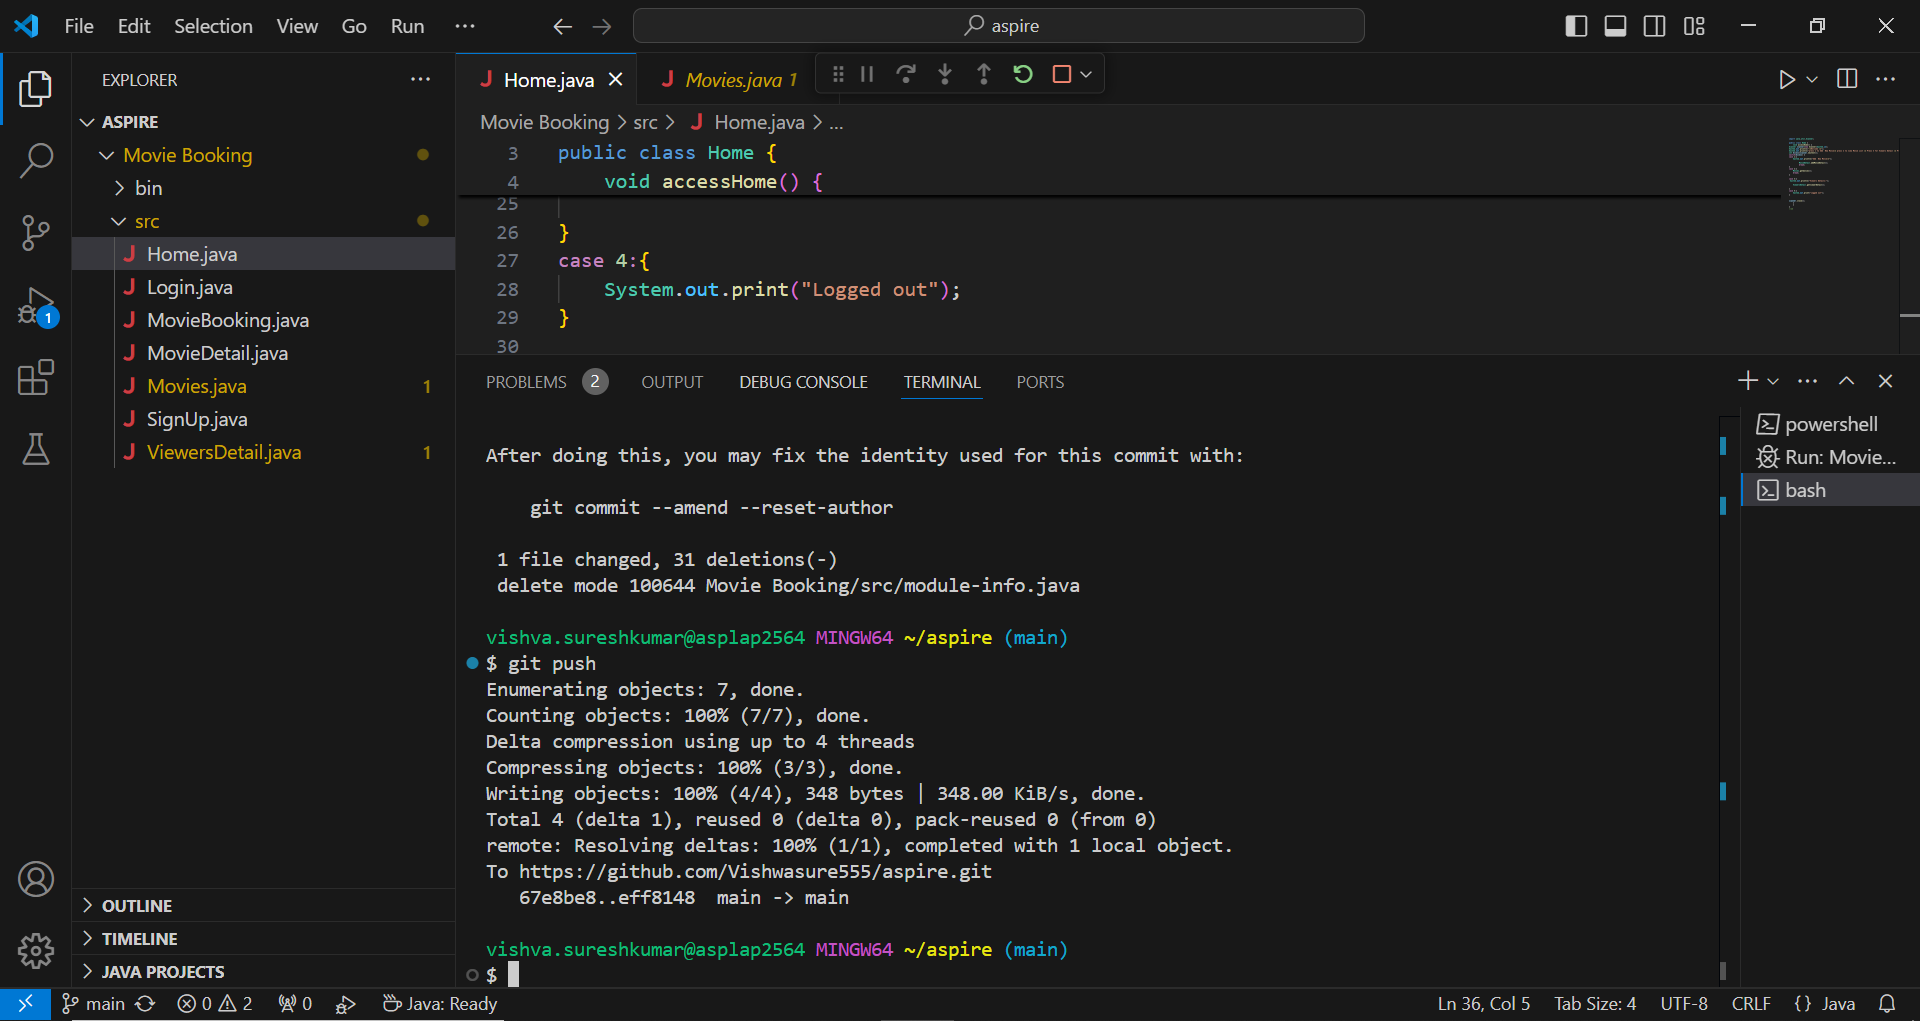 File Edit Selection View Go Run ··· aspire
EXPLORER ···
ASPIRE
Movie Booking
bin
src
J Home.java
J Login.java
J MovieBooking.java
J MovieDetail.java
J Movies.java 1
J SignUp.java
J ViewersDetail.java 1
OUTLINE
TIMELINE
JAVA PROJECTS
1
J Home.java J Movies.java 1
Movie Booking > src > J Home.java > ...
3 public class Home {
4 void accessHome() {
25
26 }
27 case 4:{
28 System.out.print("Logged out");
29 }
30
PROBLEMS 2 OUTPUT DEBUG CONSOLE TERMINAL PORTS
After doing this, you may fix the identity used for this commit with:
git commit --amend --reset-author
1 file changed, 31 deletions(-)
delete mode 100644 Movie Booking/src/module-info.java
vishva.sureshkumar@asplap2564 MINGW64 ~/aspire (main)
$ git push
Enumerating objects: 7, done.
Counting objects: 100% (7/7), done.
Delta compression using up to 4 threads
Compressing objects: 100% (3/3), done.
Writing objects: 100% (4/4), 348 bytes | 348.00 KiB/s, done.
Total 4 (delta 1), reused 0 (delta 0), pack-reused 0 (from 0)
remote: Resolving deltas: 100% (1/1), completed with 1 local object.
To https://github.com/Vishwasure555/aspire.git
67e8be8..eff8148 main -> main
vishva.sureshkumar@asplap2564 MINGW64 ~/aspire (main)
$
powershell
Run: Movie...
bash
main 0 2 0 Java: Ready Ln 36, Col 5 Tab Size: 4 UTF-8 CRLF {} Java